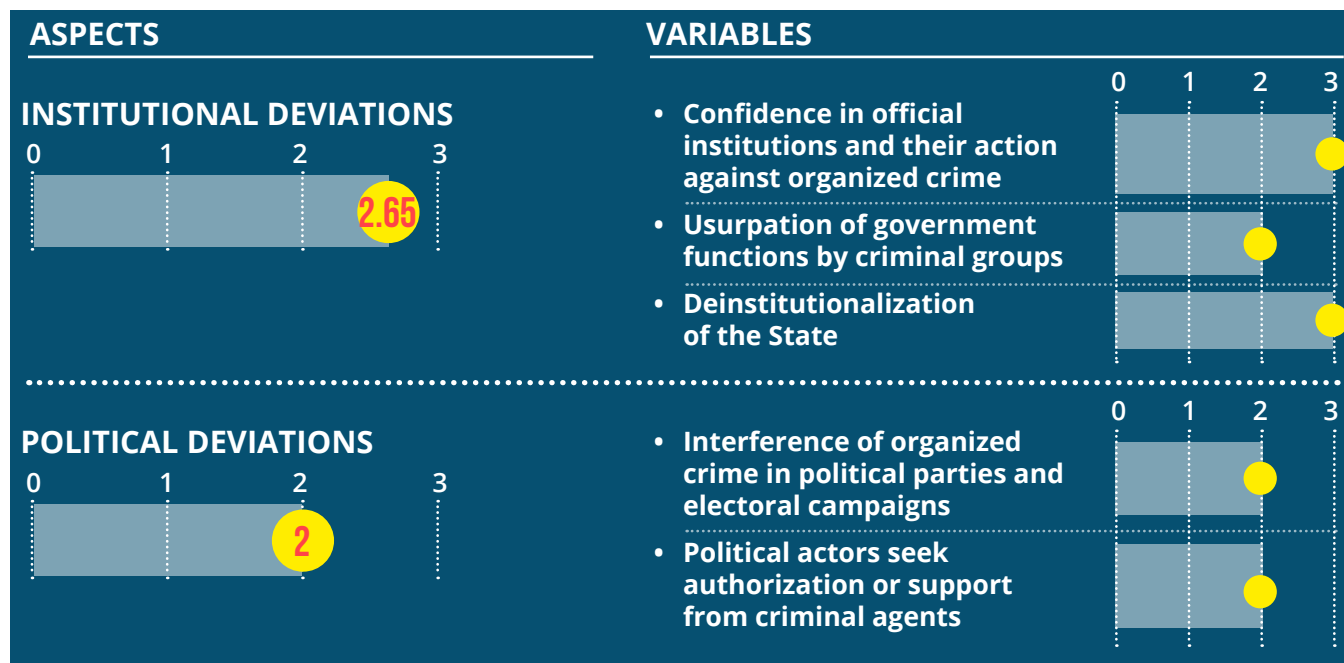 ASPECTS
VARIABLES
INSTITUTIONAL DEVIATIONS
0 1 2 3
2.65
0 1 2 3
• Confidence in official
institutions and their action
against organized crime
• Usurpation of government
functions by criminal groups
• Deinstitutionalization
of the State
POLITICAL DEVIATIONS
0 1 2 3
2
0 1 2 3
• Interference of organized
crime in political parties and
electoral campaigns
• Political actors seek
authorization or support
from criminal agents